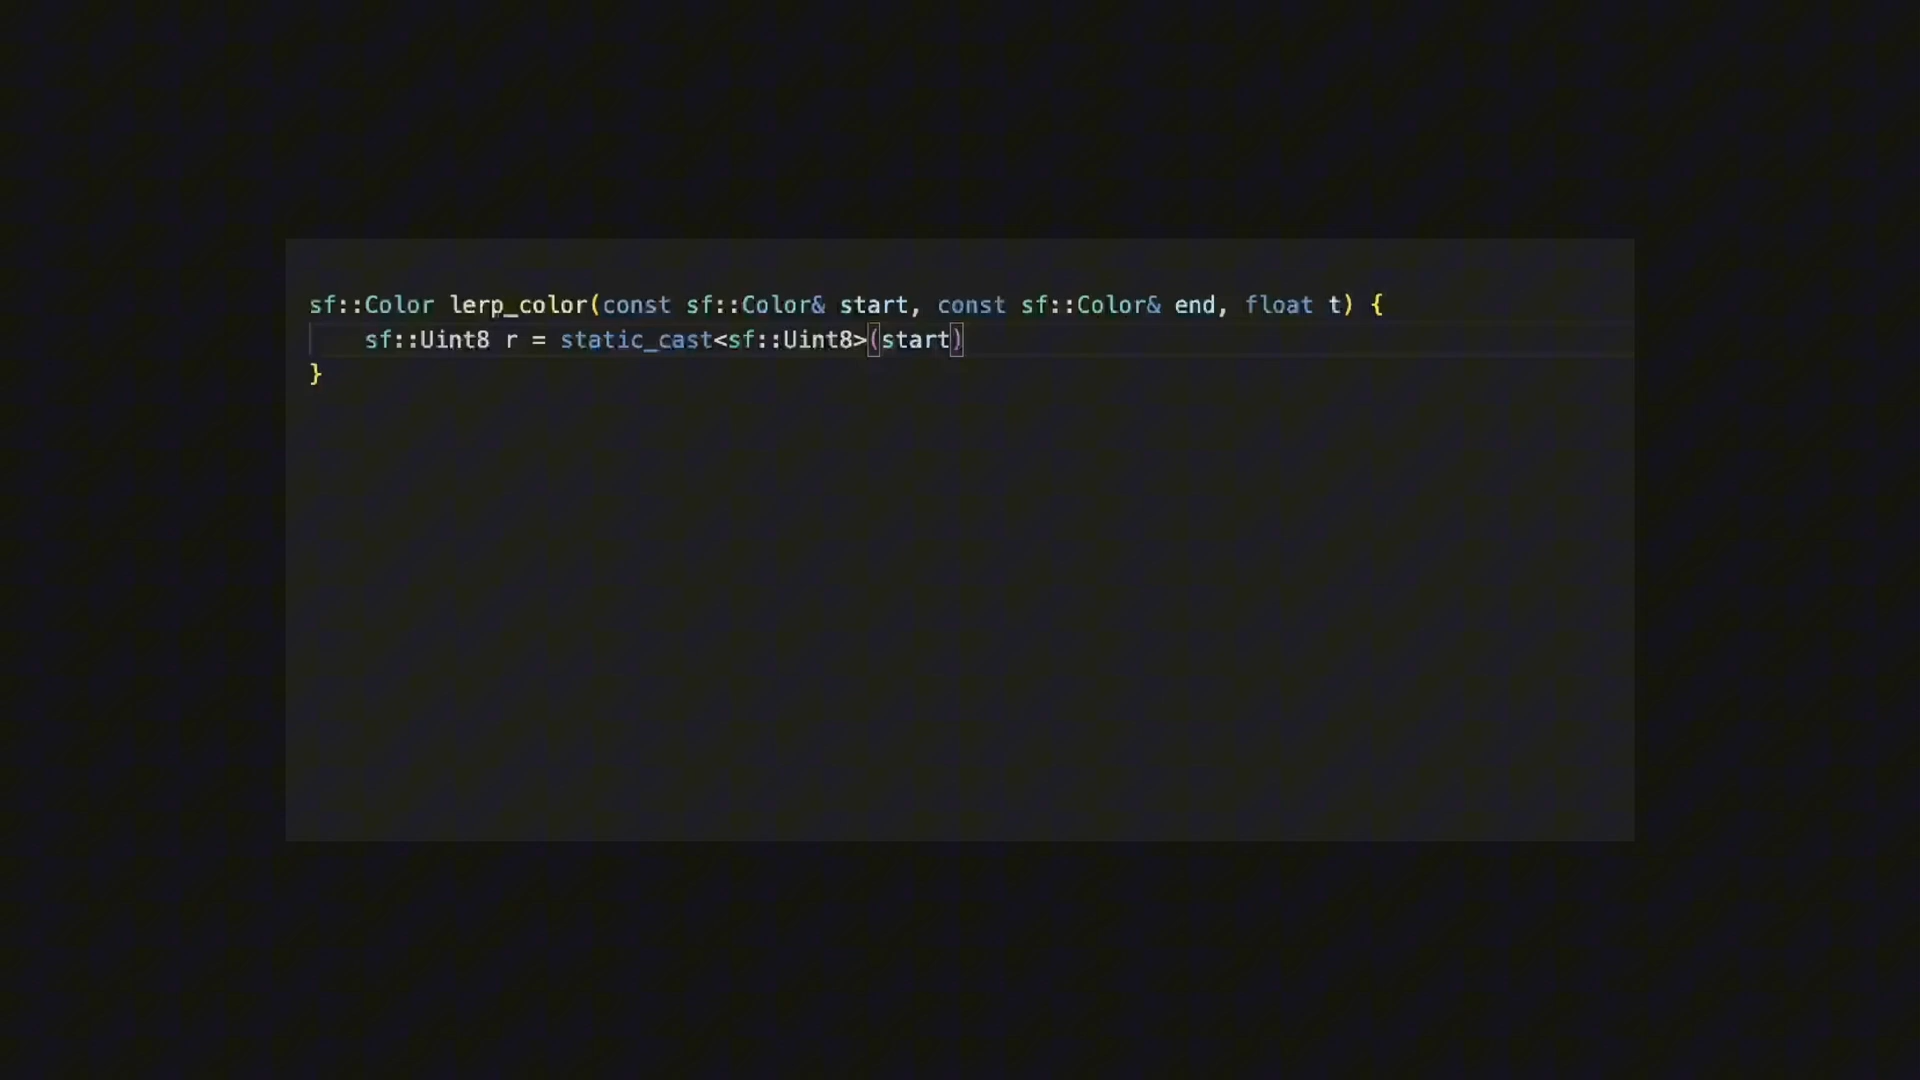 sf::Color lerp_color(const sf::Color& start, const sf::Color& end, float t) {
    sf::Uint8 r = static_cast<sf::Uint8>(start)
}